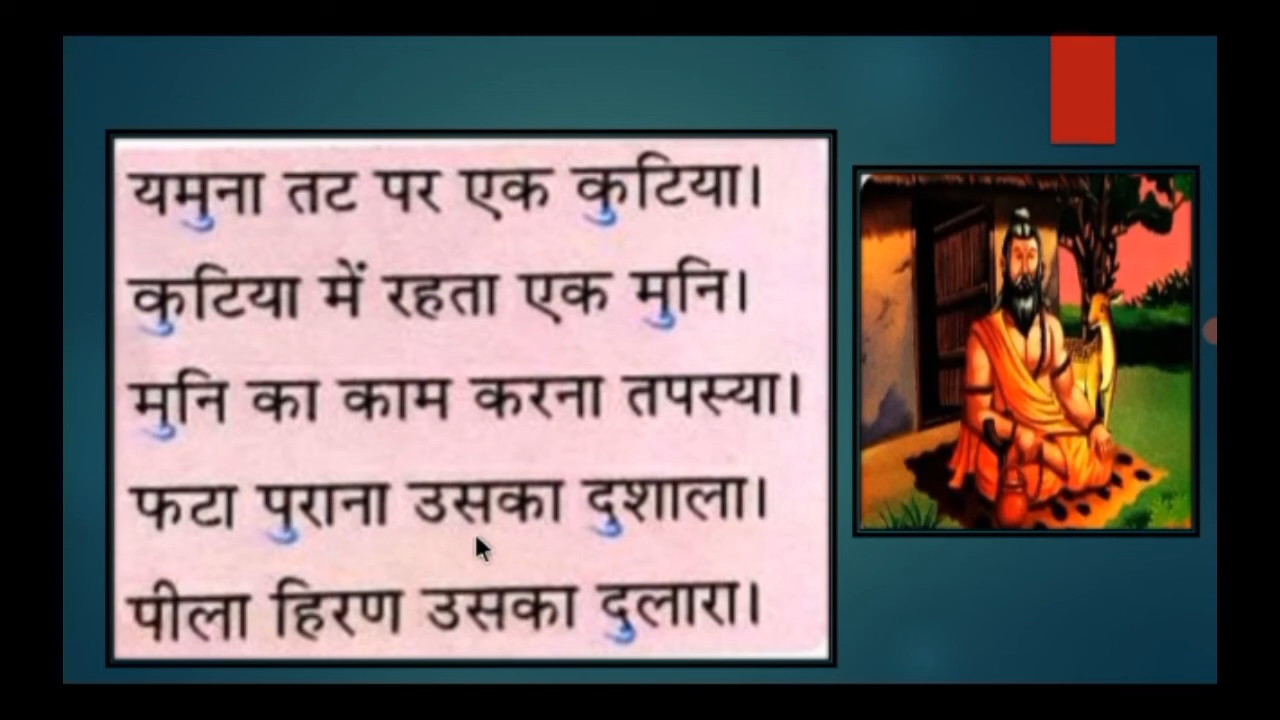 यमुना तट पर एक कुटिया।
कुटिया में रहता एक मुनि।
मुनि का काम करना तपस्या।
फटा पुराना उसका दुशाला।
पीला हिरण उसका दुलारा।